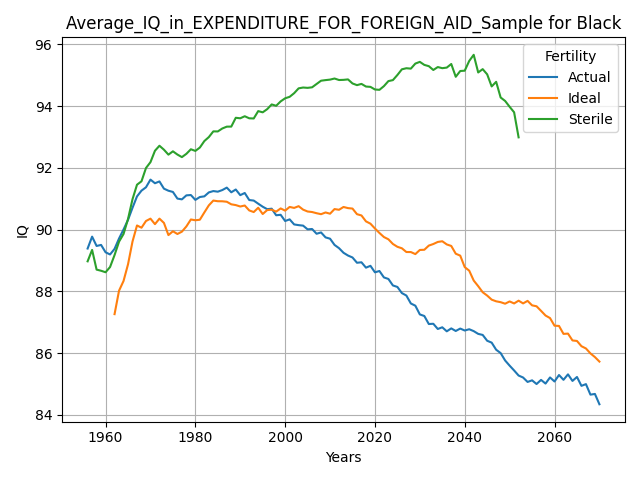 Average_IQ_in_EXPENDITURE_FOR_FOREIGN_AID_Sample for Black
96
94
92
90
88
86
84
IQ
Fertility
Actual
Ideal
Sterile
1960
1980
2000
2020
2040
2060
Years